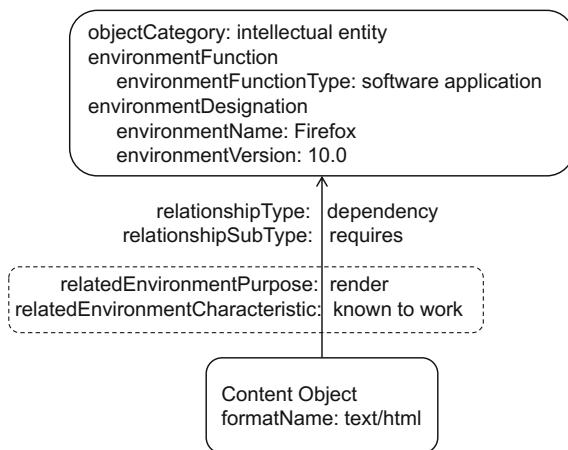 objectCategory: intellectual entity
environmentFunction
environmentFunctionType: software application
environmentDesignation
environmentName: Firefox
environmentVersion: 10.0
relationshipType: dependency
relationshipSubType: requires
relatedEnvironmentPurpose: render
relatedEnvironmentCharacteristic: known to work
Content Object
formatName: text/html